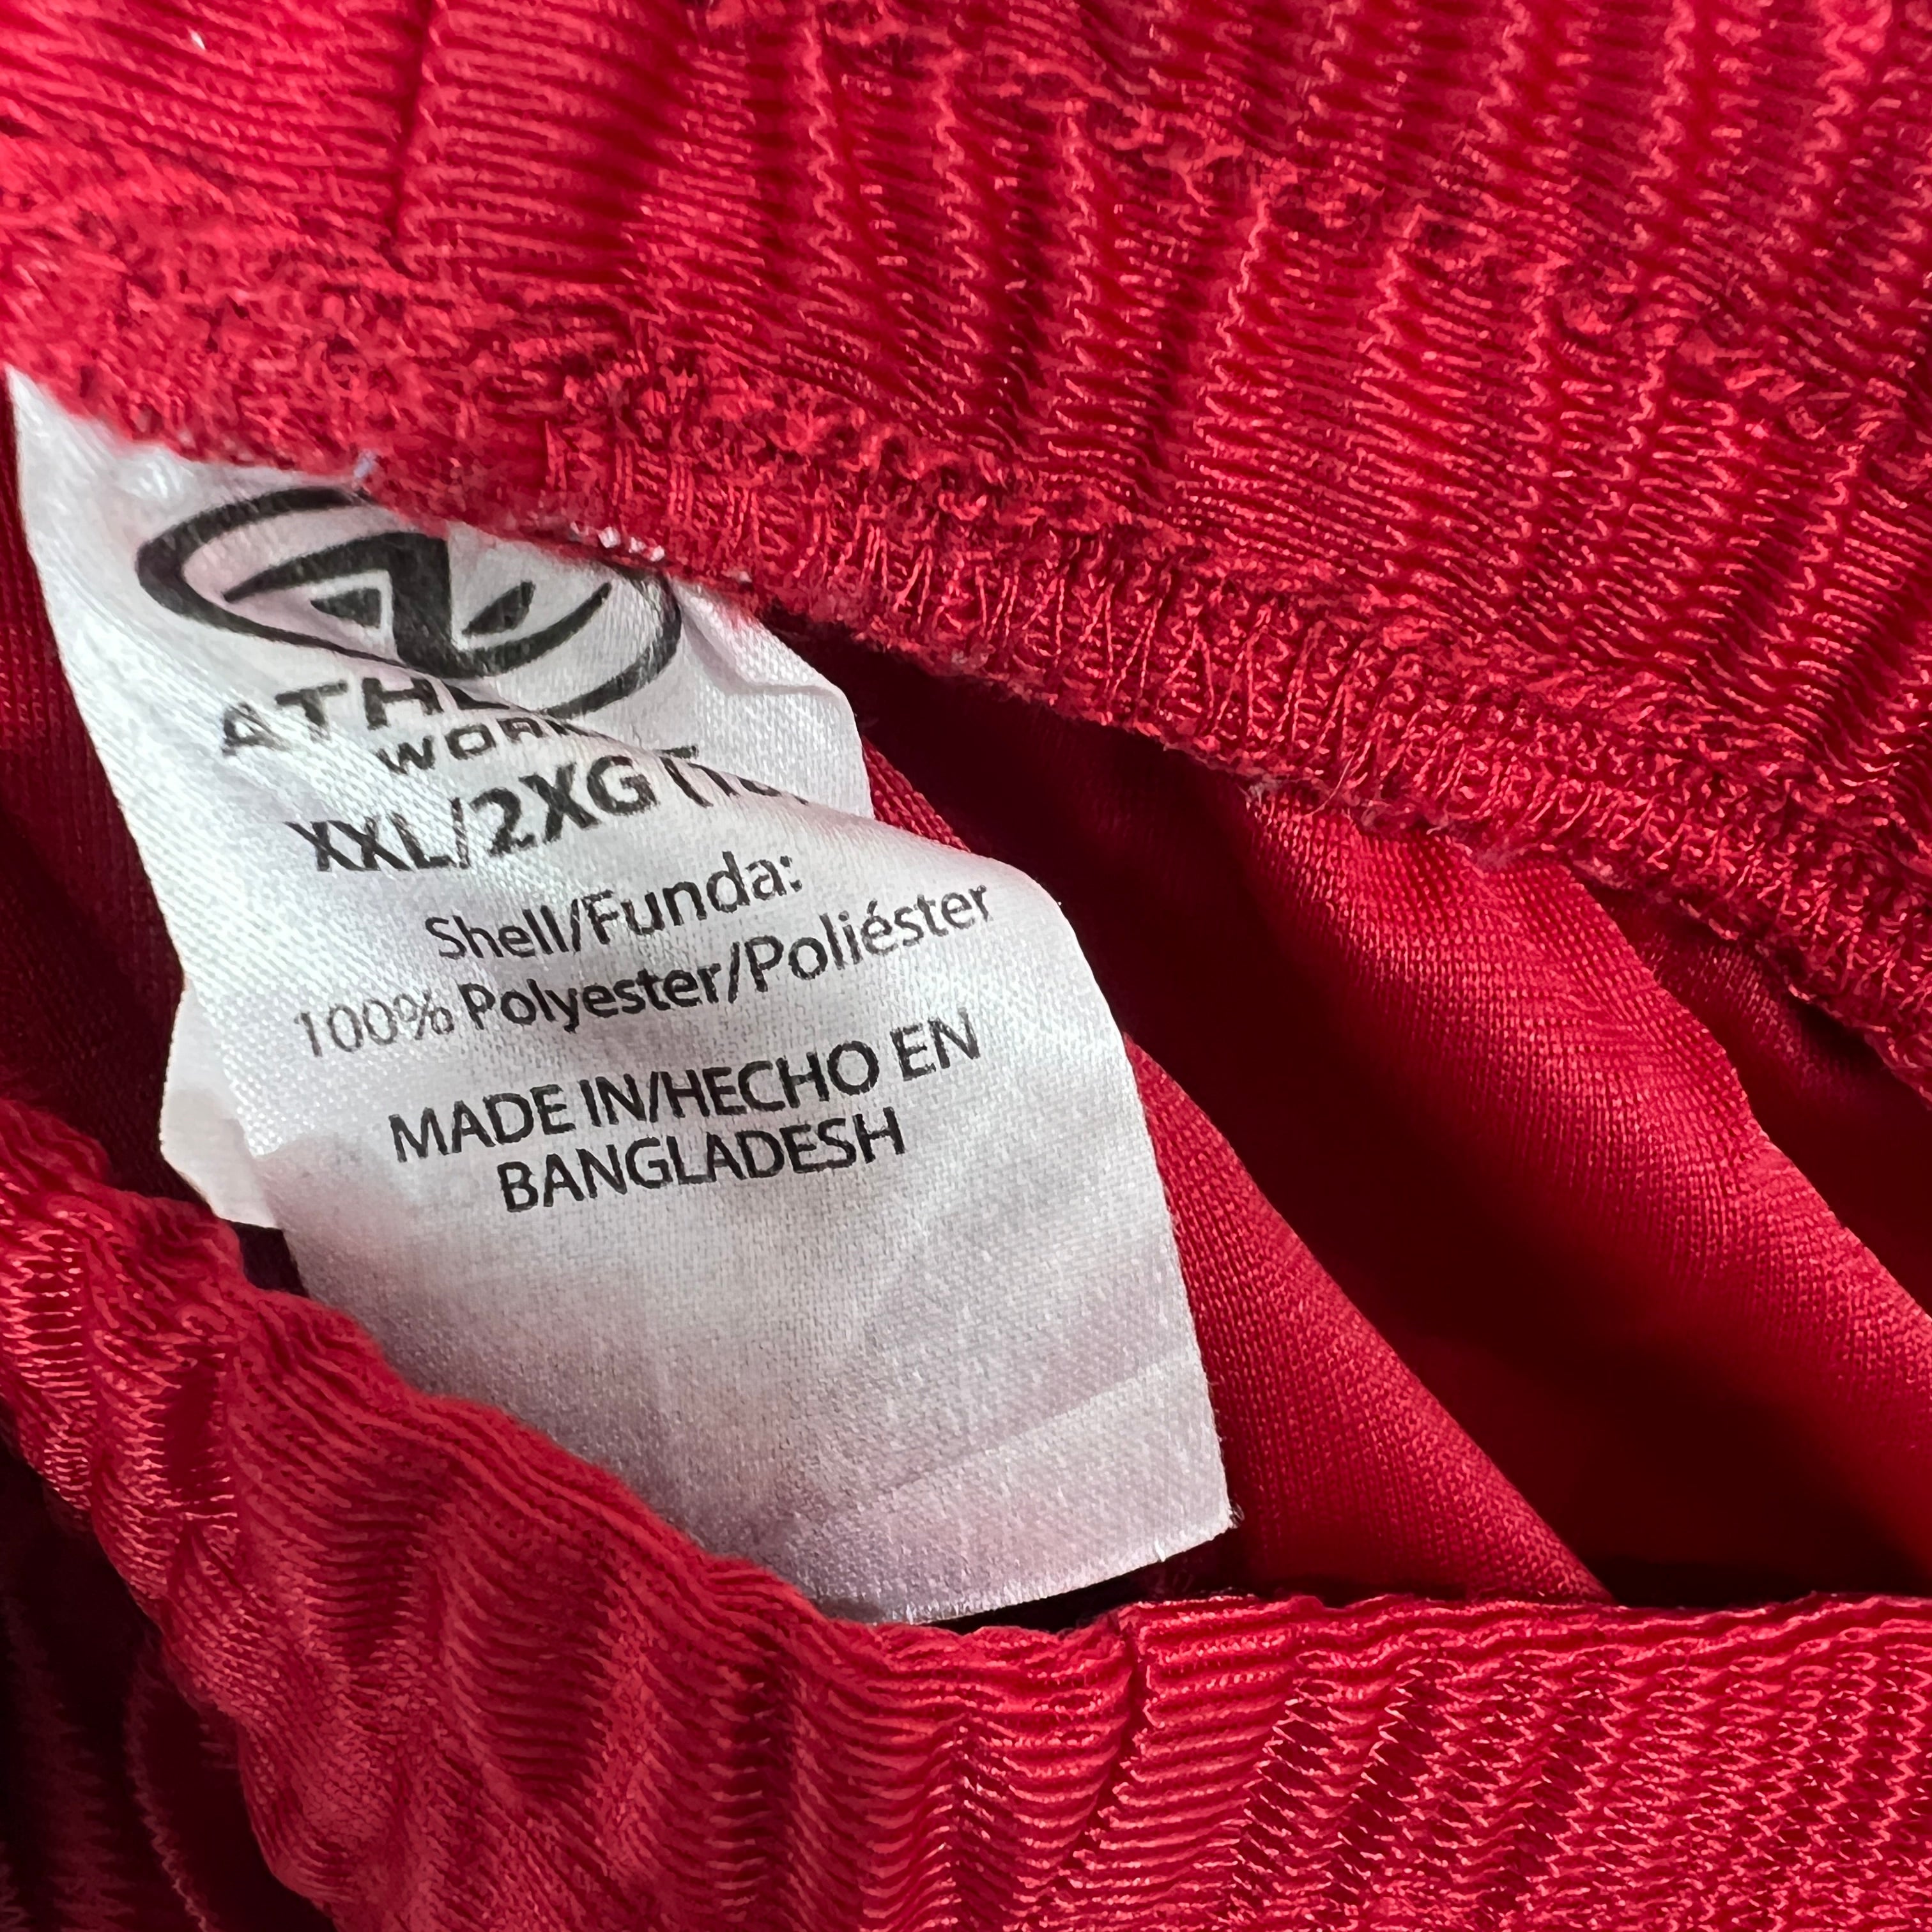 XXL/2XG
Shell/Funda:
100% Polyester/Poliéster
MADE IN/HECHO EN
BANGLADESH